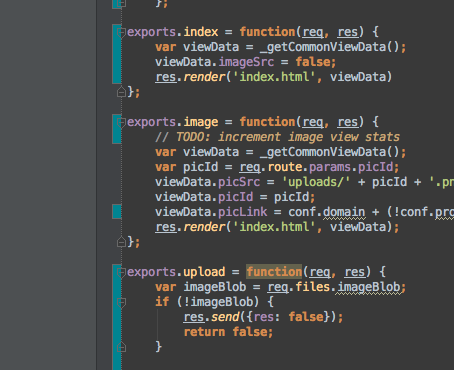 };
exports.index = function(req, res) {
var viewData = _getCommonViewData();
viewData.imageSrc = false;
res.render('index.html', viewData)
};
exports.image = function(req, res) {
// TODO: increment image view stats
var viewData = _getCommonViewData();
var picId = req.route.params.picId;
viewData.picSrc = 'uploads/' + picId + '.pn
viewData.picId = picId;
viewData.picLink = conf.domain + (!conf.pro
res.render('index.html', viewData);
};
exports.upload = function(req, res) {
var imageBlob = req.files.imageBlob;
if (!imageBlob) {
res.send({res: false});
return false;
}